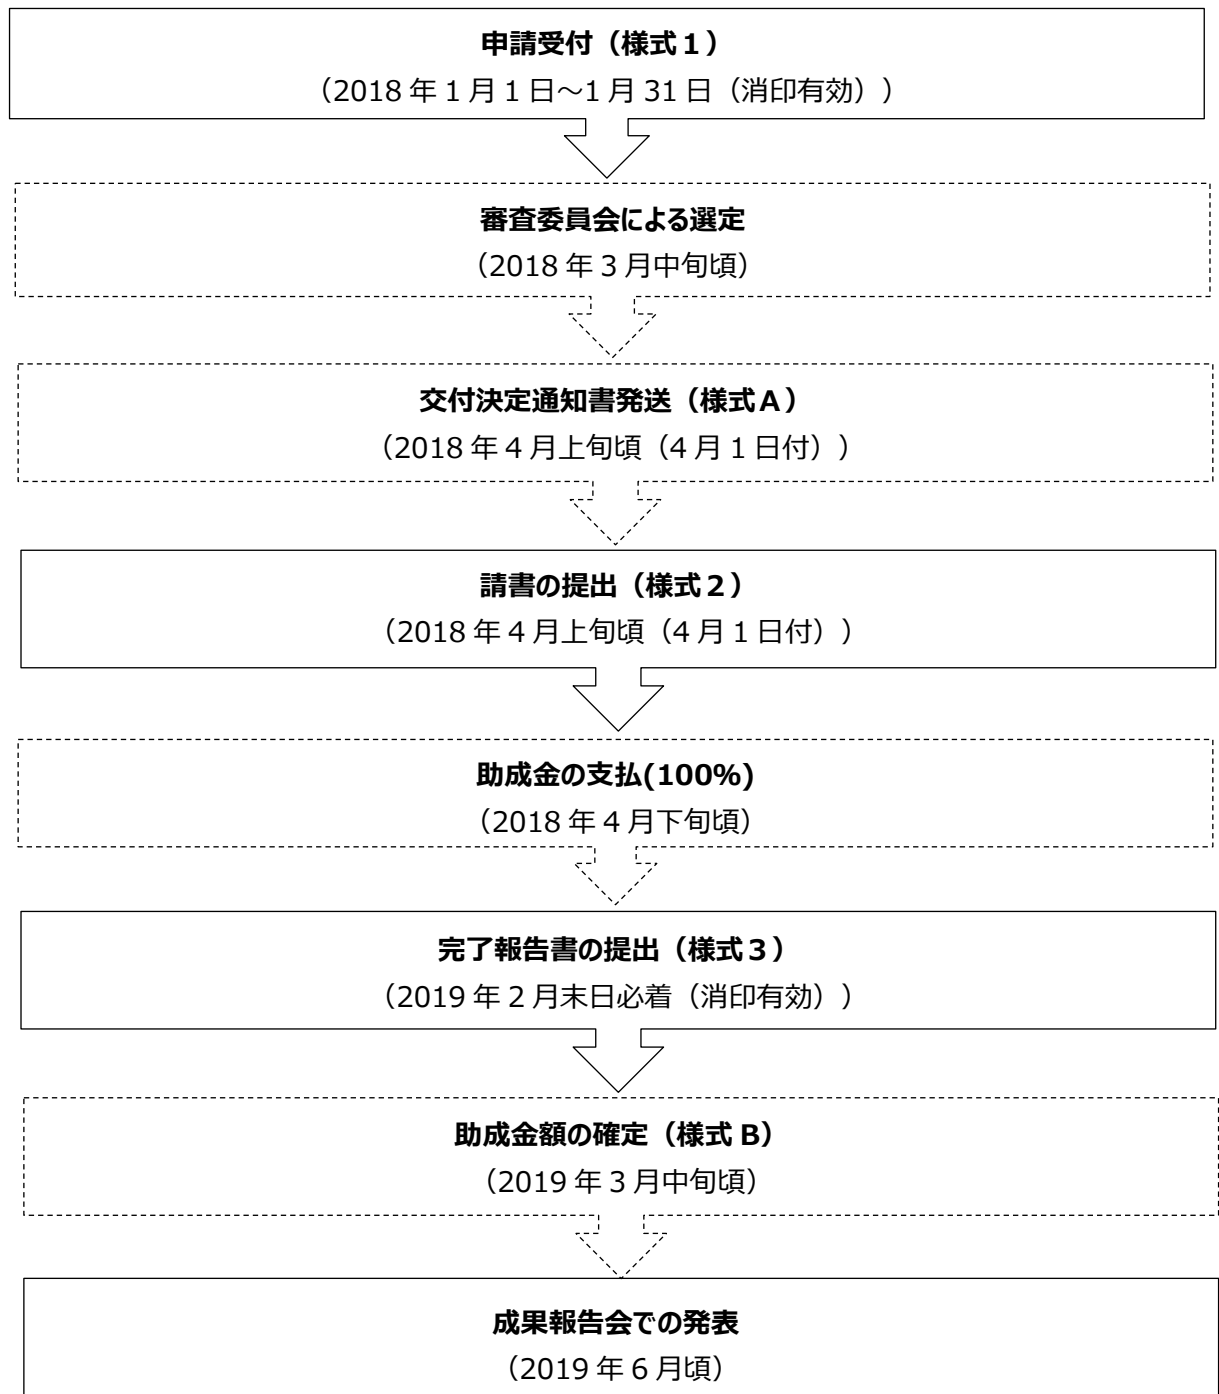 申請受付（様式１）
（2018 年 1 月 1 日～1 月 31 日（消印有効））
審査委員会による選定
（2018 年 3 月中旬頃）
交付決定通知書発送（様式Ａ）
（2018 年 4 月上旬頃（4 月 1 日付））
請書の提出（様式２）
（2018 年 4 月上旬頃（4 月 1 日付））
助成金の支払(100%)
（2018 年 4 月下旬頃）
完了報告書の提出（様式３）
（2019 年 2 月末日必着（消印有効））
助成金額の確定（様式 B）
（2019 年 3 月中旬頃）
成果報告会での発表
（2019 年 6 月頃）